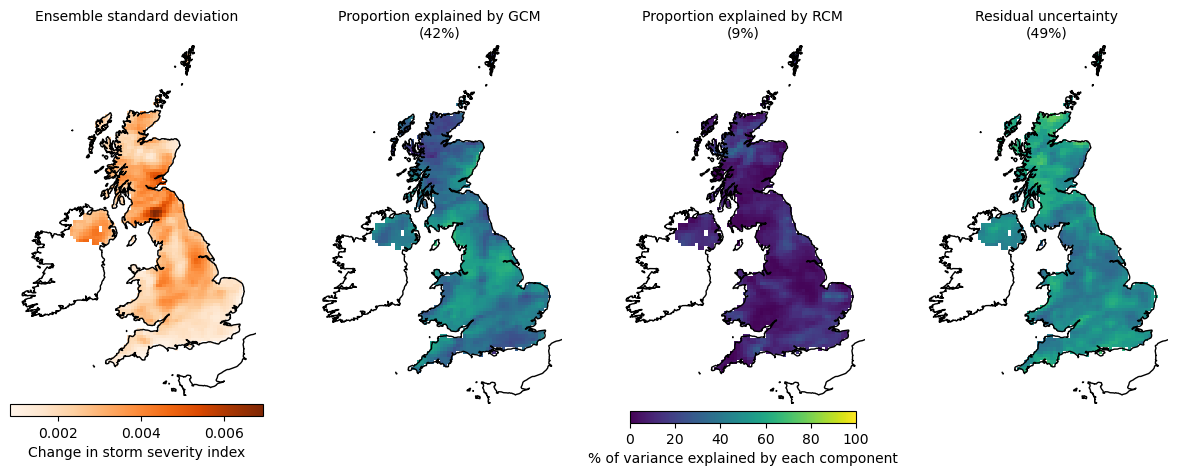 Ensemble standard deviation
Proportion explained by GCM
(42%)
Proportion explained by RCM
(9%)
Residual uncertainty
(49%)
0.002 0.004 0.006
Change in storm severity index
0 20 40 60 80 100
% of variance explained by each component